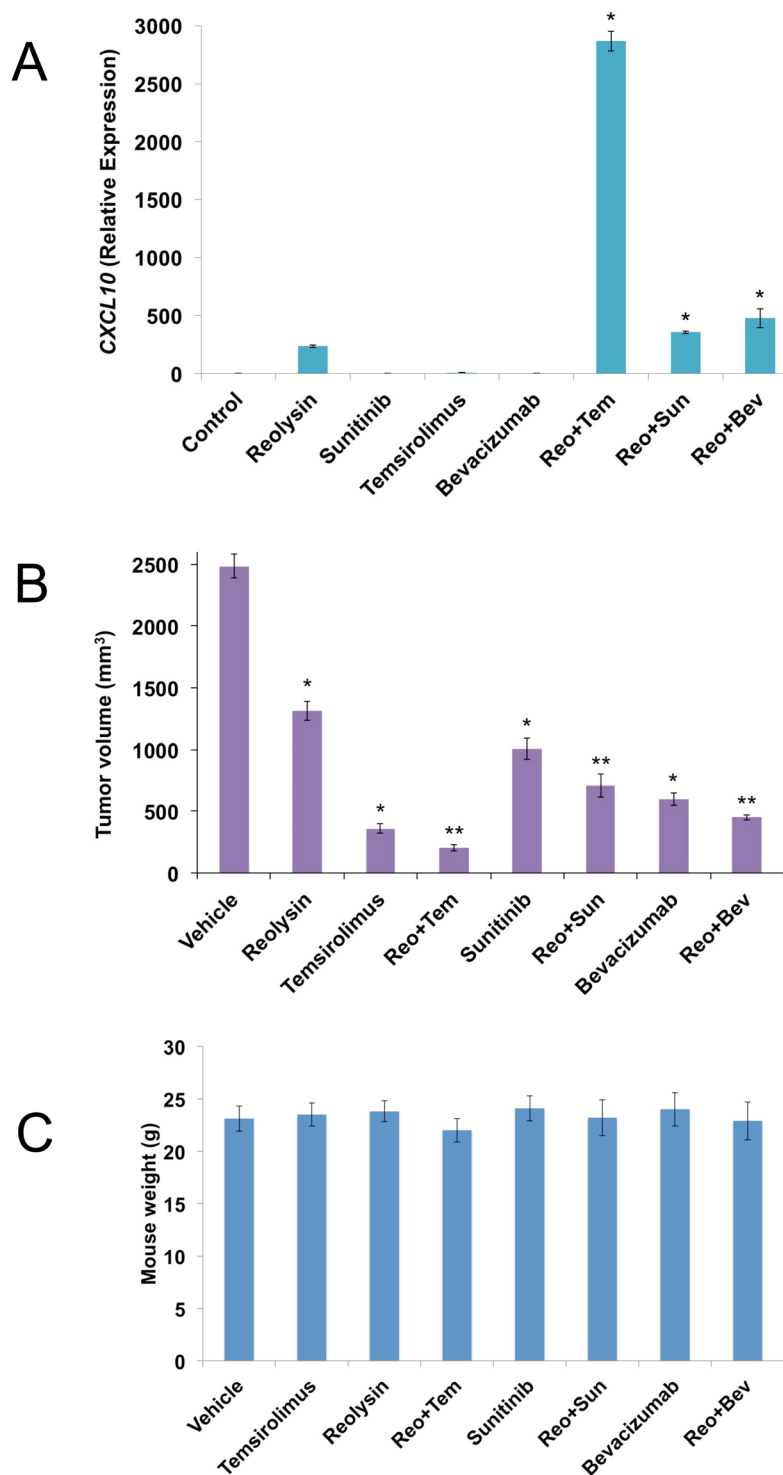 A
CXCL10 (Relative Expression)
3000
2500
2000
1500
1000
500
0
*
*
*
Control
Reolysin
Sunitinib
Temsirolimus
Bevacizumab
Reo+Tem
Reo+Sun
Reo+Bev
B
Tumor volume (mm³)
2500
2000
1500
1000
500
0
*
*
**
*
**
*
**
Vehicle
Reolysin
Temsirolimus
Reo+Tem
Sunitinib
Reo+Sun
Bevacizumab
Reo+Bev
C
Mouse weight (g)
30
25
20
15
10
5
0
Vehicle
Temsirolimus
Reolysin
Reo+Tem
Sunitinib
Reo+Sun
Bevacizumab
Reo+Bev